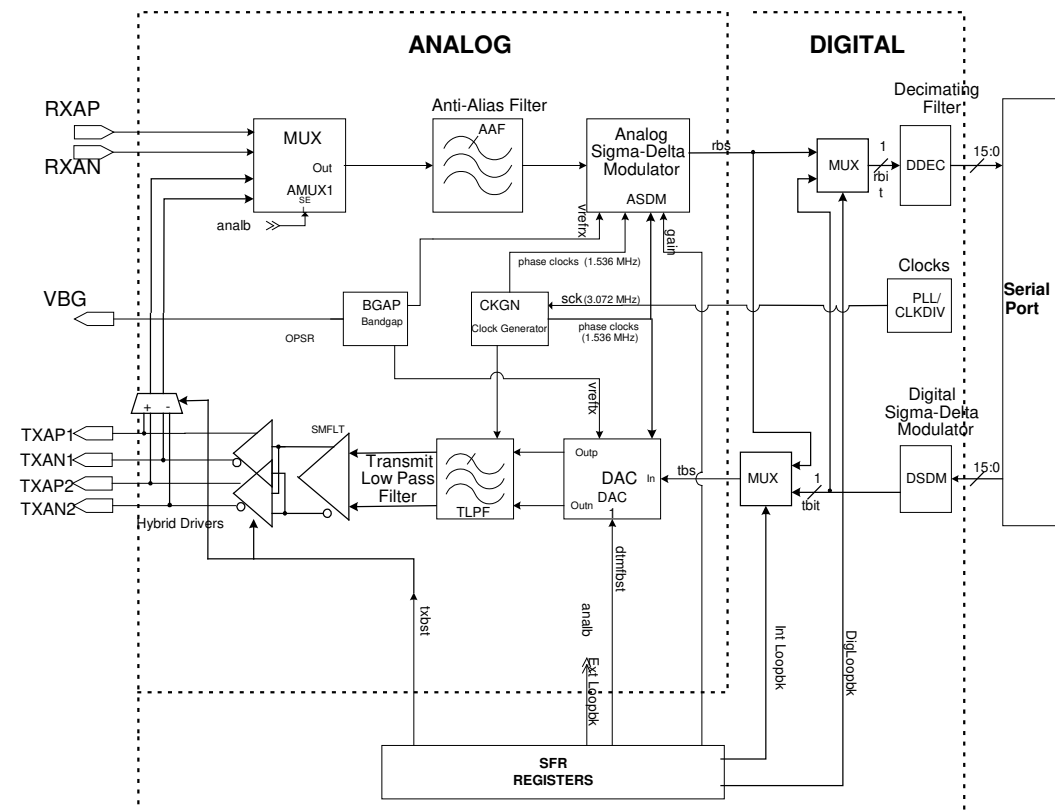 ANALOG
DIGITAL
RXAP
RXAN
MUX
Out
AMUX1
SE
analb
Anti-Alias Filter
AAF
Analog
Sigma-Delta
Modulator
ASDM
rbs
vrefrx
gain
MUX
1
rbi
t
Decimating
Filter
DDEC
15:0
Serial
Port
phase clocks (1.536 MHz)
VBG
OPSR
BGAP
Bandgap
CKGN
Clock Generator
sck (3.072 MHz)
phase clocks
(1.536 MHz)
Clocks
PLL/
CLKDIV
vreftx
+ -
TXAP1
TXAN1
TXAP2
TXAN2
Hybrid Drivers
SMFLT
Transmit
Low Pass
Filter
TLPF
Outp
DAC
In
DAC
Outn
1
tbs
MUX
1
tbit
Digital
Sigma-Delta
Modulator
DSDM
15:0
txbst
analb
Ext Loopbk
dtmfbst
Int Loopbk
DigLoopbk
SFR
REGISTERS